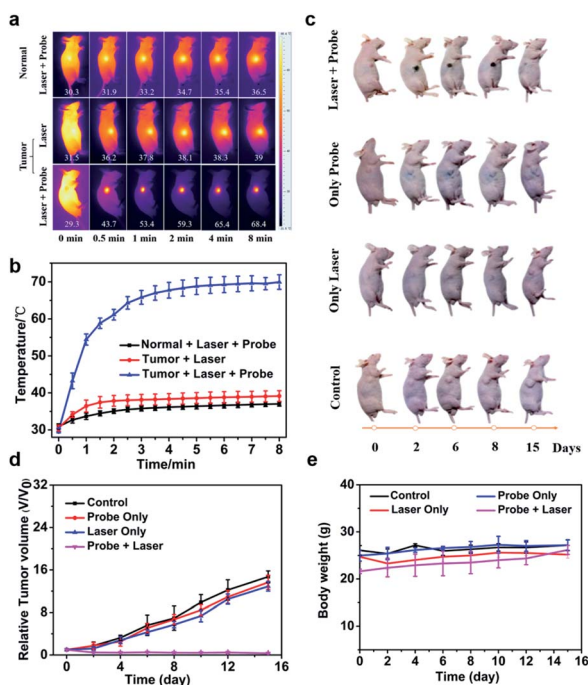 a
Normal
Laser + Probe
30.3 31.9 33.2 34.7 35.4 36.5
Tumor
Laser
31.5 36.2 37.8 38.1 38.3 39
Laser + Probe
29.3 43.7 53.4 59.3 65.4 68.4
0 min 0.5 min 1 min 2 min 4 min 8 min
b
Temperature/℃
70
60
50
40
30
Normal + Laser + Probe
Tumor + Laser
Tumor + Laser + Probe
0 1 2 3 4 5 6 7 8
Time/min
c
Laser + Probe
Only Probe
Only Laser
Control
0 2 6 8 15 Days
d
Relative Tumor volume (V/V0)
32
24
16
8
0
Control
Probe Only
Laser Only
Probe + Laser
0 2 4 6 8 10 12 14 16
Time (day)
e
Body weight (g)
40
30
20
10
Control Probe Only
Laser Only Probe + Laser
0 2 4 6 8 10 12 14 16
Time (day)